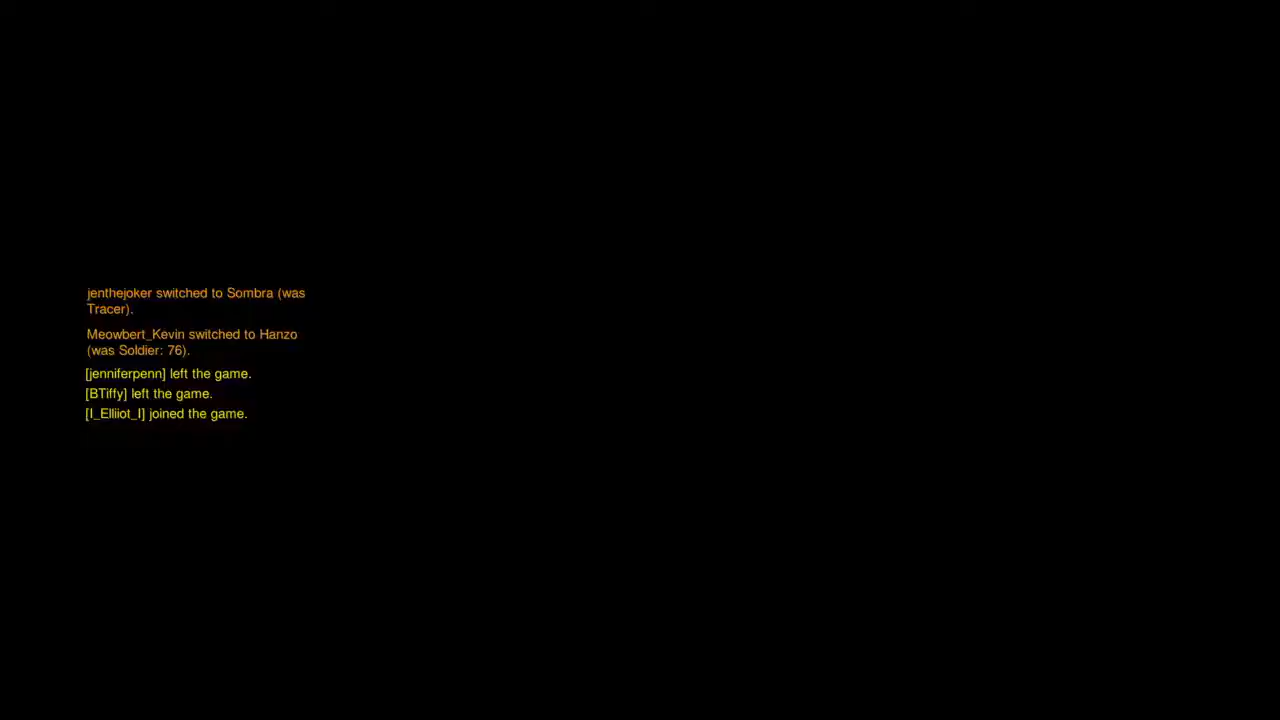 jenthejoker switched to Sombra (was
Tracer).
Meowbert_Kevin switched to Hanzo
(was Soldier: 76).
[jenniferpenn] left the game.
[BTiffy] left the game.
[I_Elliiot_I] joined the game.